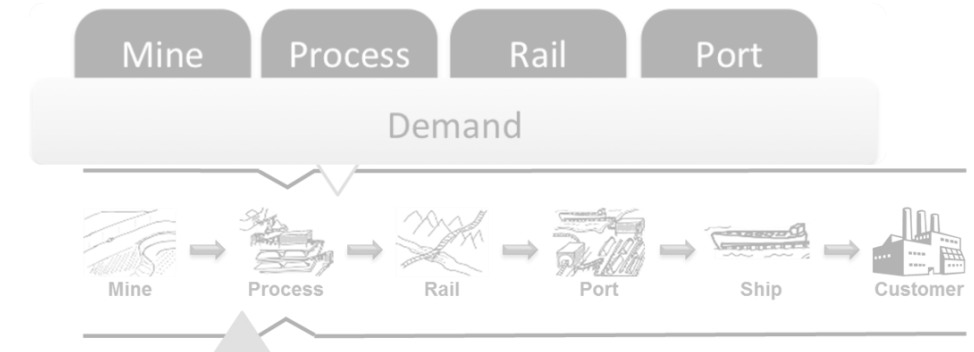 Mine Process Rail Port
Demand
Mine Process Rail Port Ship Customer